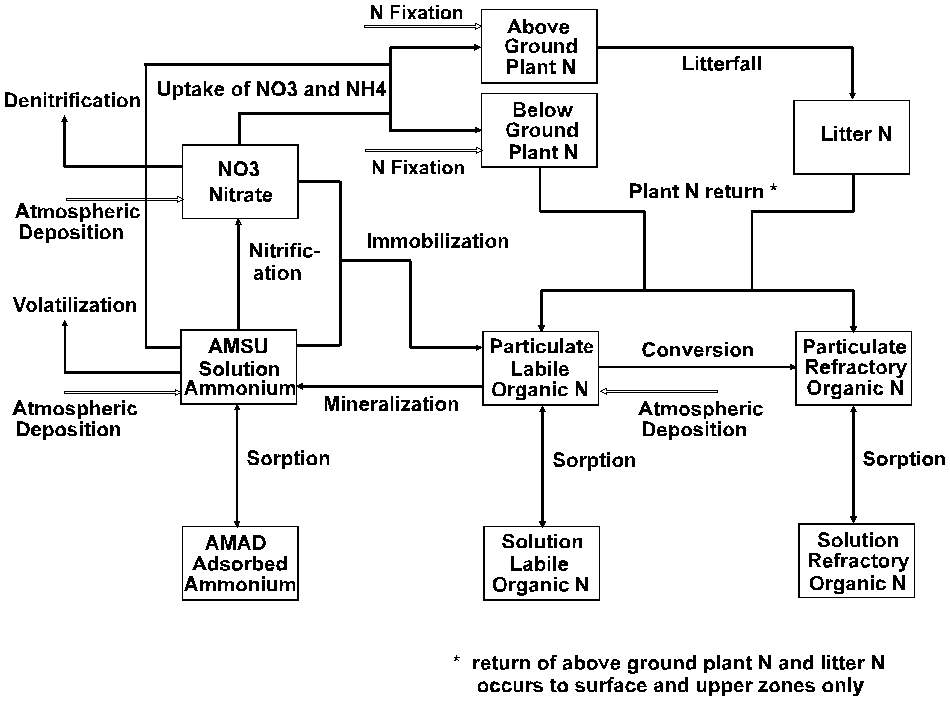 N Fixation
Above
Ground
Plant N
Litterfall
Uptake of NO3 and NH4
Denitrification
Below
Ground
Plant N
Litter N
N Fixation
NO3
Nitrate
Plant N return *
Atmospheric
Deposition
Nitrific-
ation
Immobilization
Volatilization
AMSU
Solution
Ammonium
Particulate
Labile
Organic N
Conversion
Particulate
Refractory
Organic N
Atmospheric
Deposition
Mineralization
Atmospheric
Deposition
Sorption
Sorption
Sorption
AMAD
Adsorbed
Ammonium
Solution
Labile
Organic N
Solution
Refractory
Organic N
* return of above ground plant N and litter N
occurs to surface and upper zones only